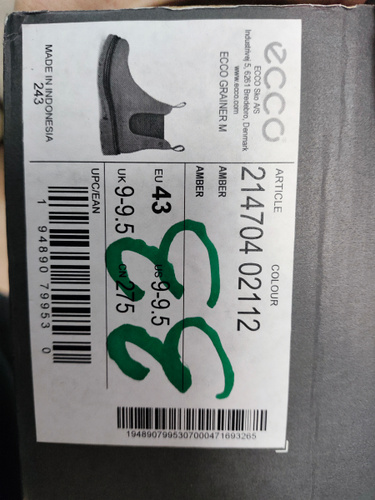 ecco
ECCO Sko A/S
Industrivej 5, 6261 Bredebro, Denmark
www.ecco.com
ECCO GRAINER M
MADE IN INDONESIA
243
ARTICLE COLOUR
214704 02112
AMBER
AMBER
EU 43 US 9-9.5
UK 9-9.5 CN 275
UPC/EAN
1 94890 79953 0
1948907995307000471693265